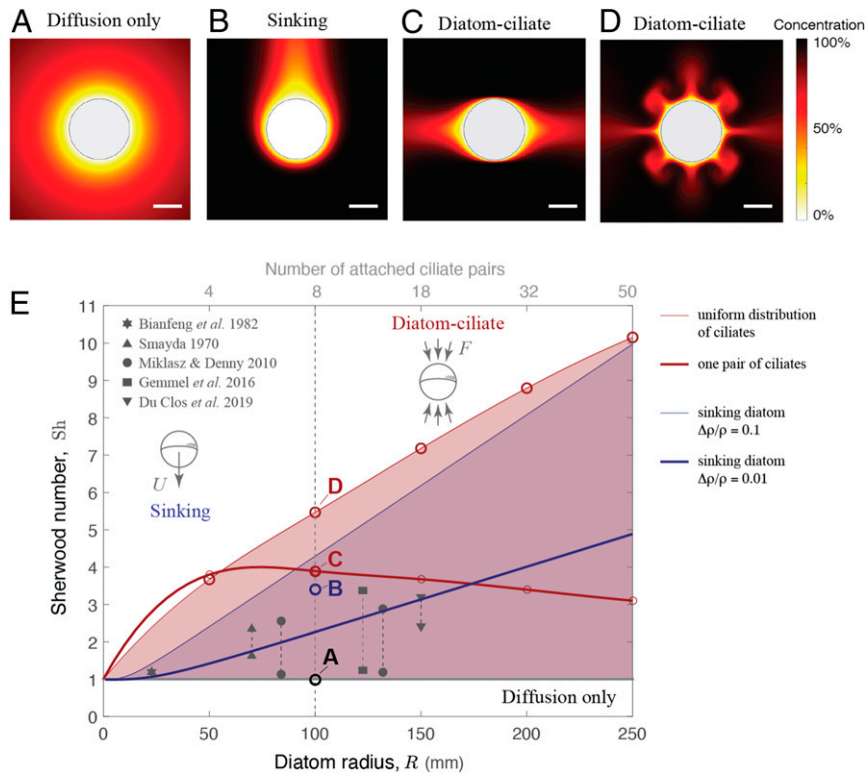 A
Diffusion only
B
Sinking
C
Diatom-ciliate
D
Diatom-ciliate
Concentration
100%
50%
0%
E
Number of attached ciliate pairs
4 8 18 32 50
11
10
9
8
7
6
5
4
3
2
1
0
Sherwood number, Sh
Bianfeng et al. 1982
Smayda 1970
Miklasz & Denny 2010
Gemmel et al. 2016
Du Clos et al. 2019
Diatom-ciliate
F
U
Sinking
D
C
B
A
Diffusion only
0 50 100 150 200 250
Diatom radius, R (mm)
uniform distribution
of ciliates
one pair of ciliates
sinking diatom
Δρ/ρ = 0.1
sinking diatom
Δρ/ρ = 0.01